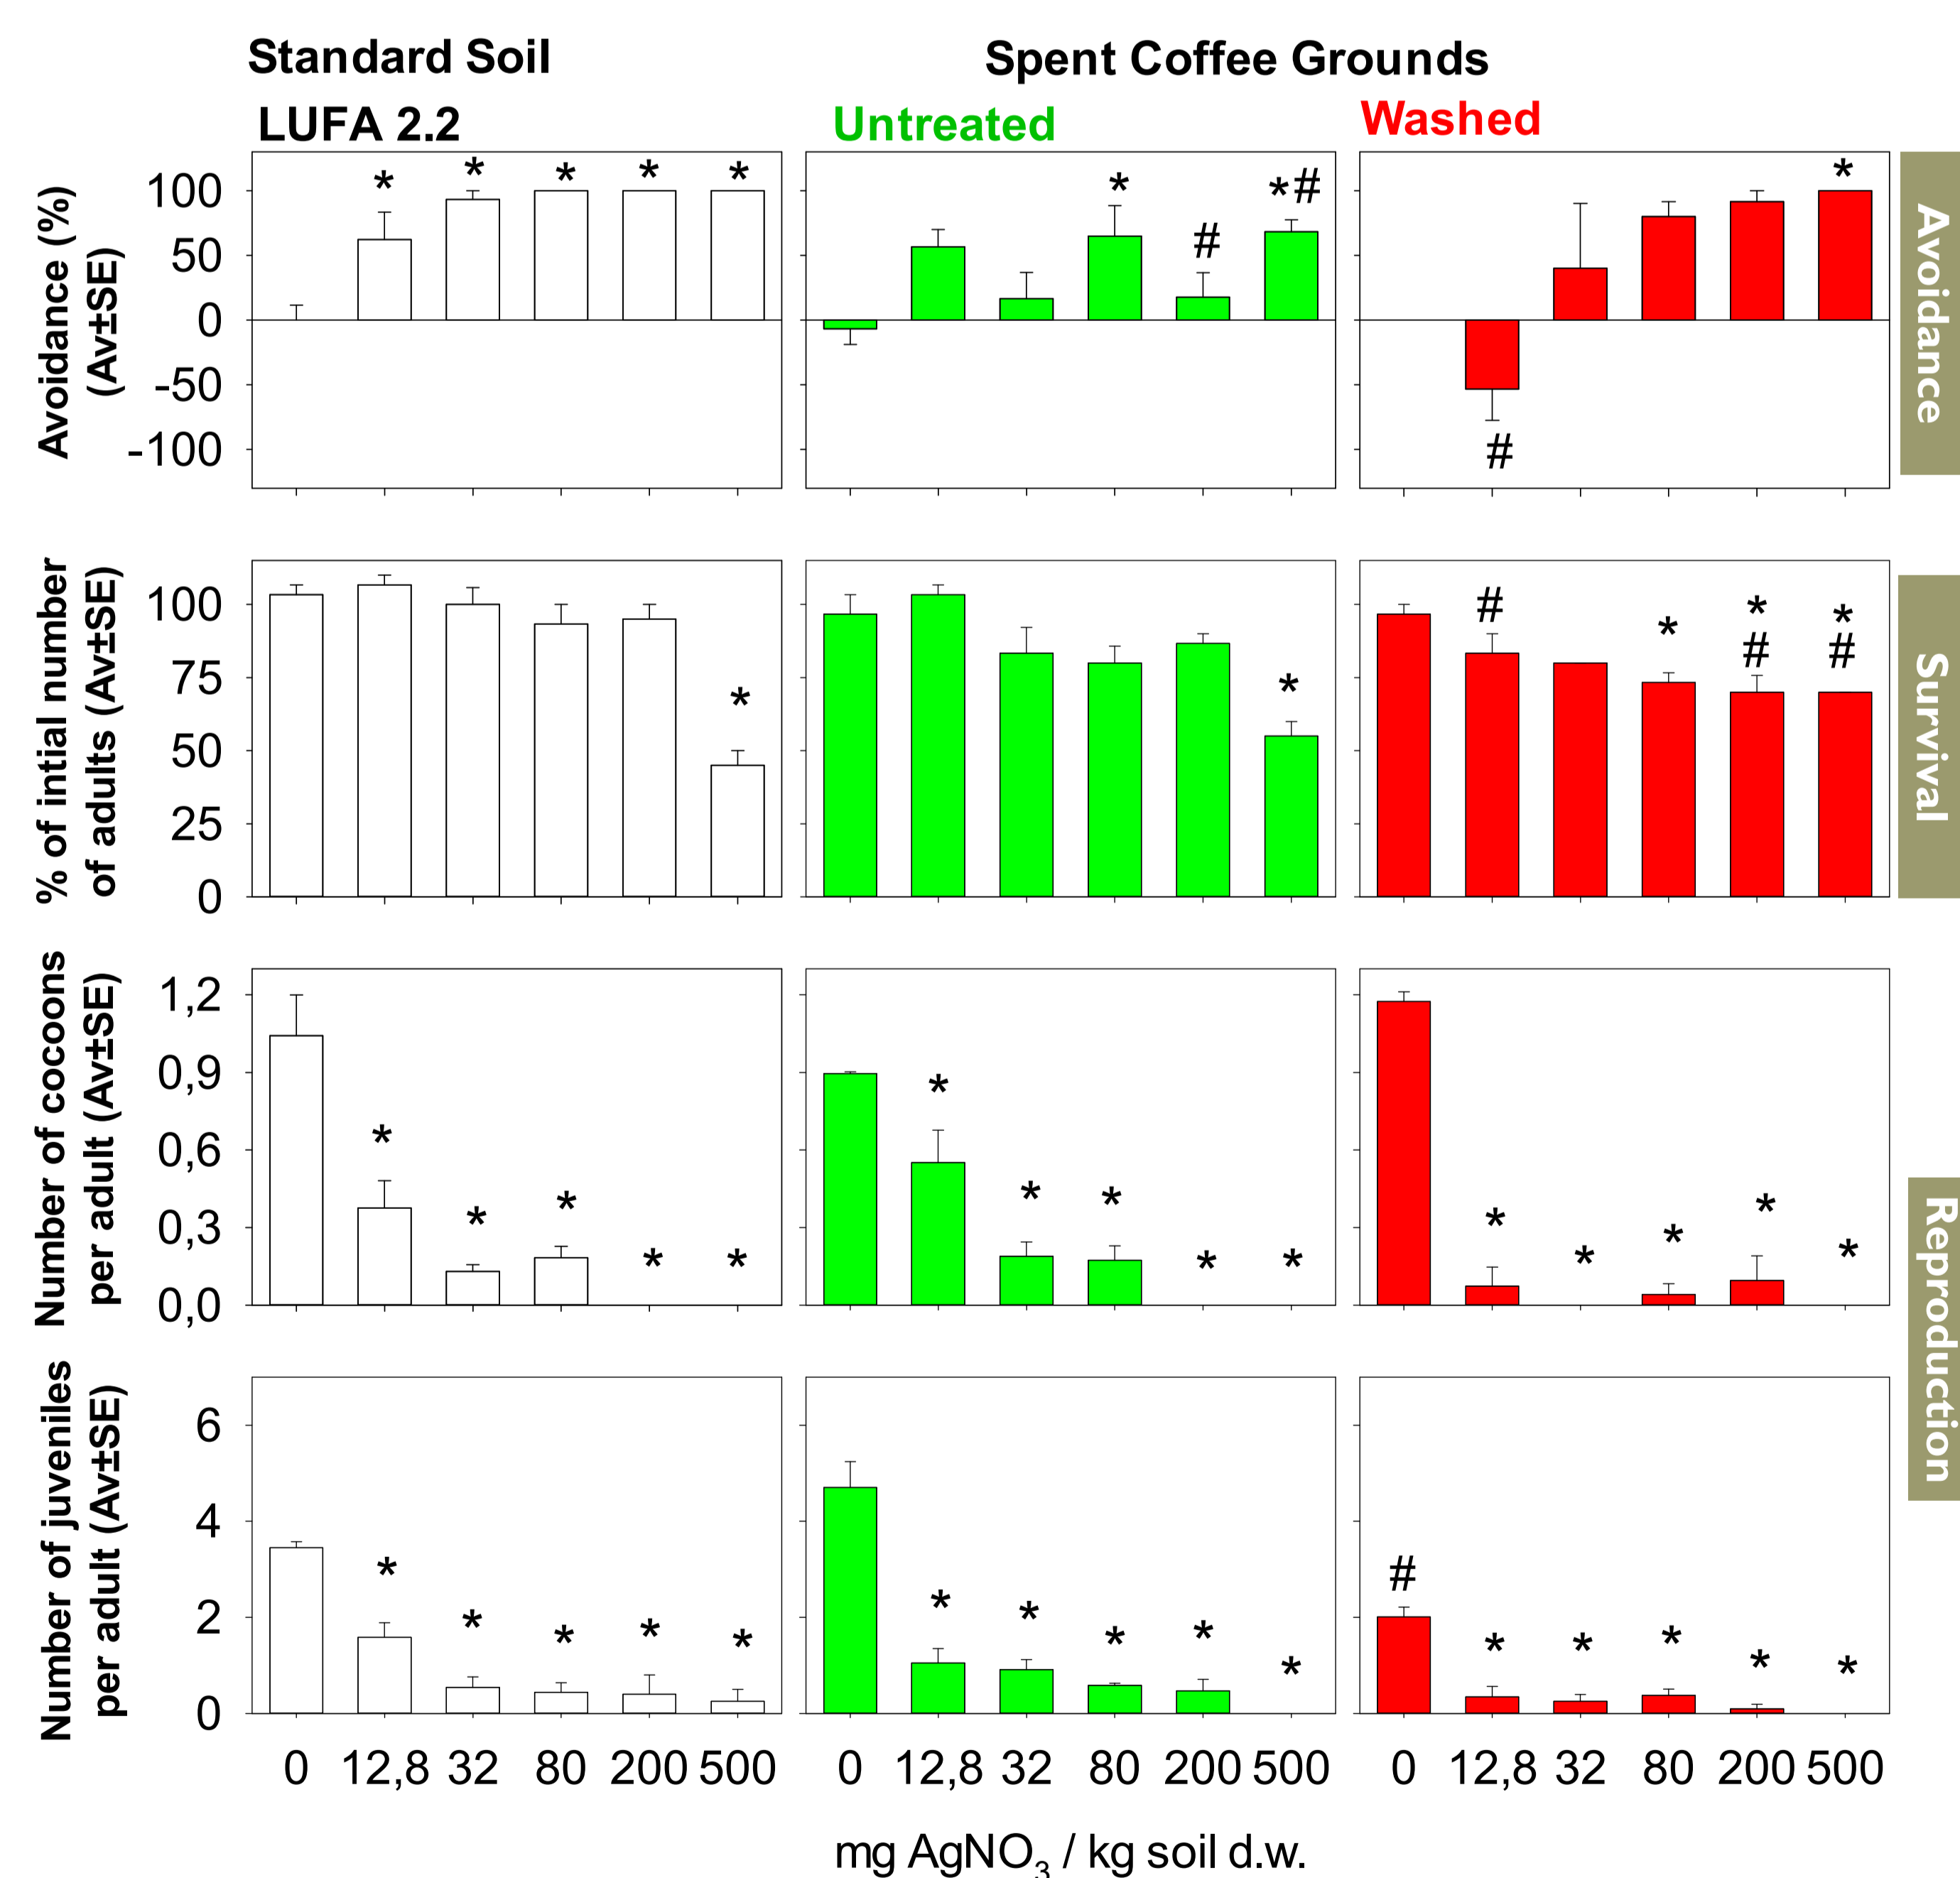 Standard Soil
Spent Coffee Grounds
LUFA 2.2
Untreated
Washed
Avoidance (%)
(Av±SE)
100
50
0
-50
-100
* * * * *
* # * #
# *
Avoidance
% of intial number
of adults (Av±SE)
100
75
50
25
0
*
*
# * * # * #
Survival
Number of cocoons
per adult (Av±SE)
1,2
0,9
0,6
0,3
0,0
* * * * *
* * * * *
* * * * *
Reproduction
Number of juveniles
per adult (Av±SE)
6
4
2
0
* * * * *
* * * * *
# * * * * *
0 12,8 32 80 200 500
0 12,8 32 80 200 500
0 12,8 32 80 200 500
mg AgNO3 / kg soil d.w.